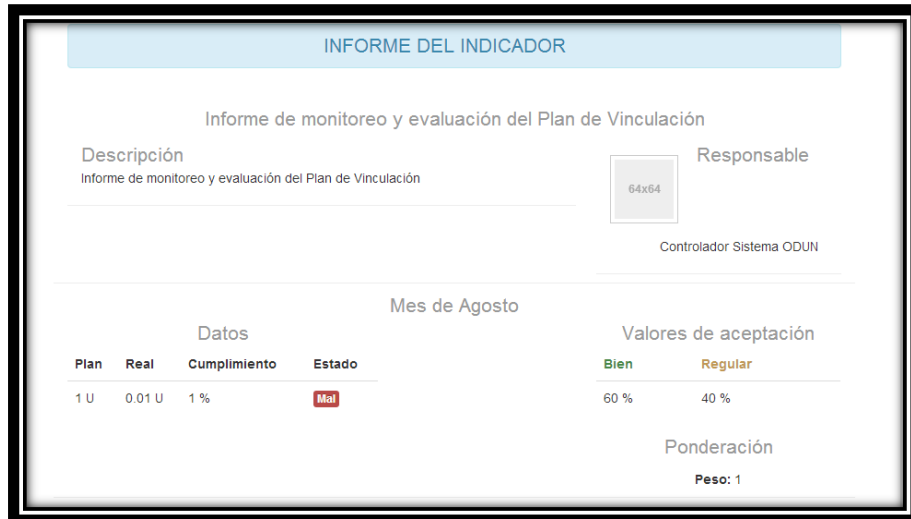 INFORME DEL INDICADOR
Informe de monitoreo y evaluación del Plan de Vinculación
Descripción
Informe de monitoreo y evaluación del Plan de Vinculación
Responsable
64x64
Controlador Sistema ODUN
Mes de Agosto
Datos
Plan Real Cumplimiento Estado
1 U 0.01 U 1 % Mal
Valores de aceptación
Bien Regular
60 % 40 %
Ponderación
Peso: 1